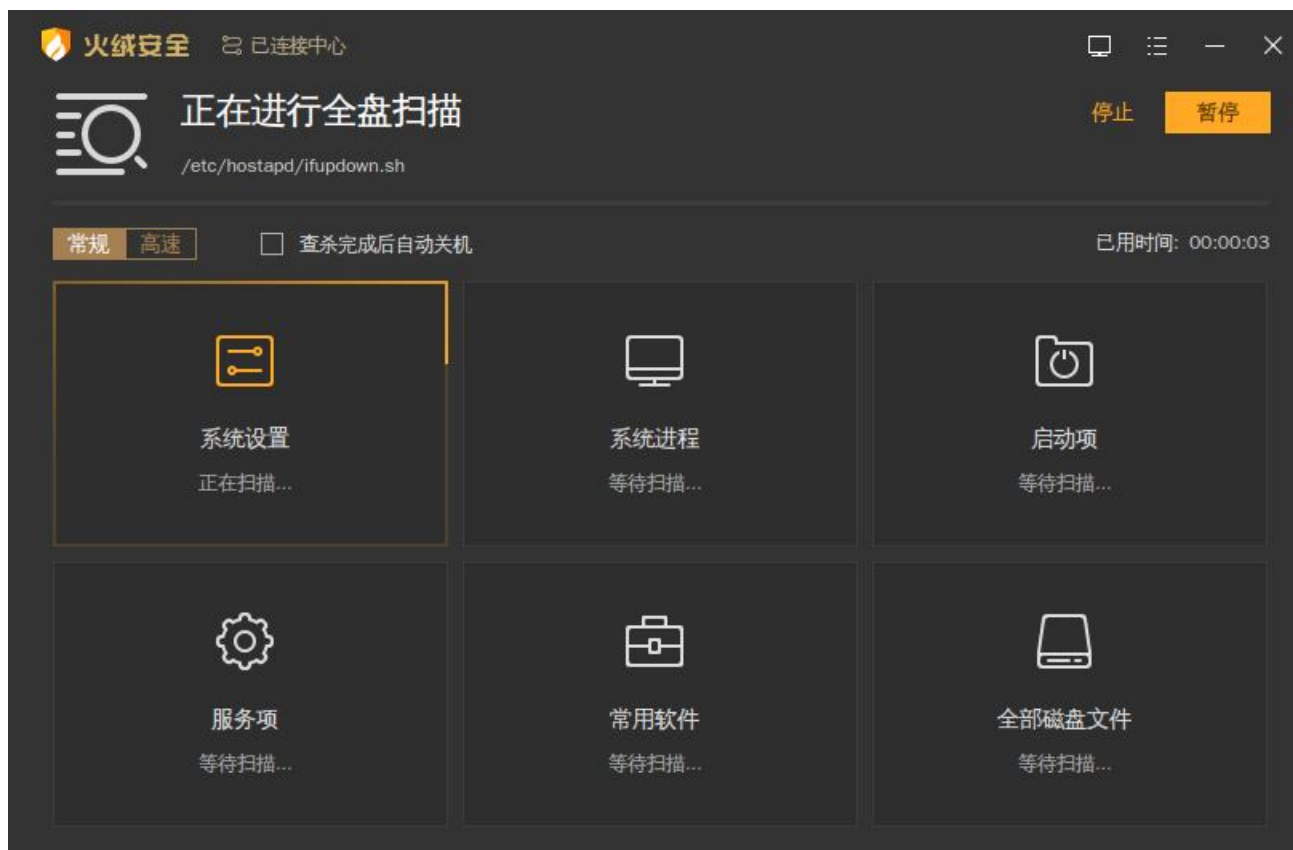 火绒安全 已连接中心
正在进行全盘扫描
停止 暂停
/etc/hostapd/ifupdown.sh
常规 高速 查杀完成后自动关机 已用时间: 00:00:03
系统设置 系统进程 启动项
正在扫描... 等待扫描... 等待扫描...
服务项 常用软件 全部磁盘文件
等待扫描... 等待扫描... 等待扫描...